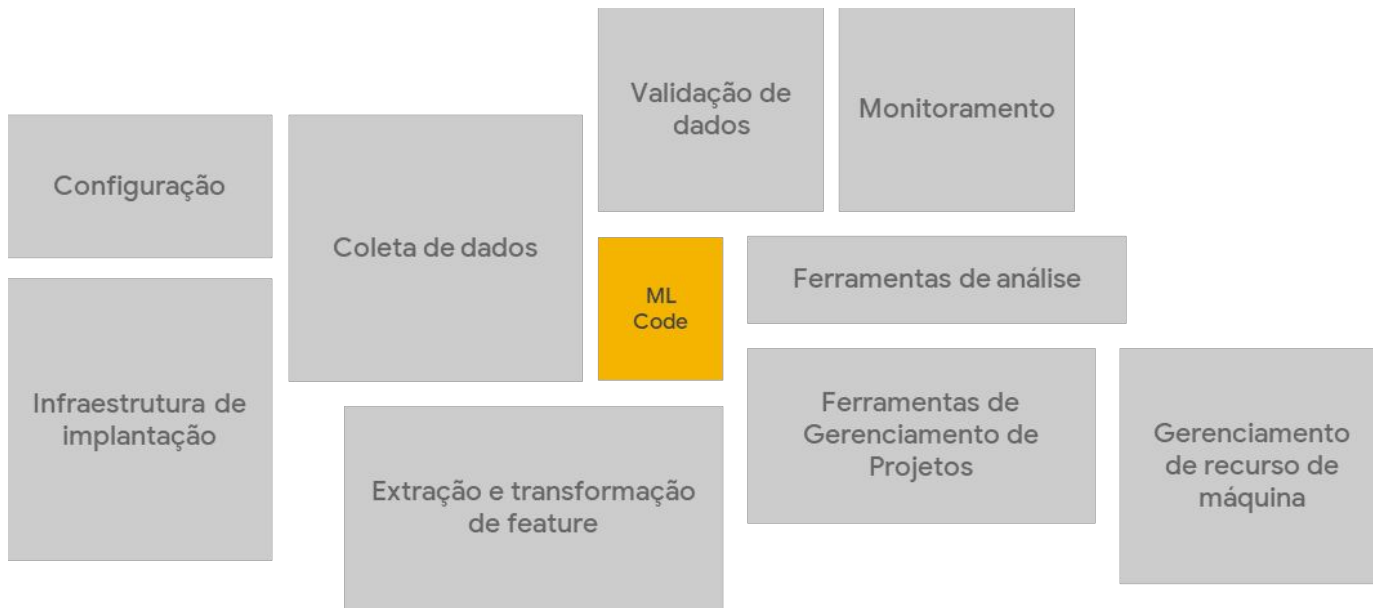 Validação de
dados
Monitoramento
Configuração
Coleta de dados
ML
Code
Ferramentas de análise
Infraestrutura de
implantação
Extração e transformação
de feature
Ferramentas de
Gerenciamento de
Projetos
Gerenciamento
de recurso de
máquina